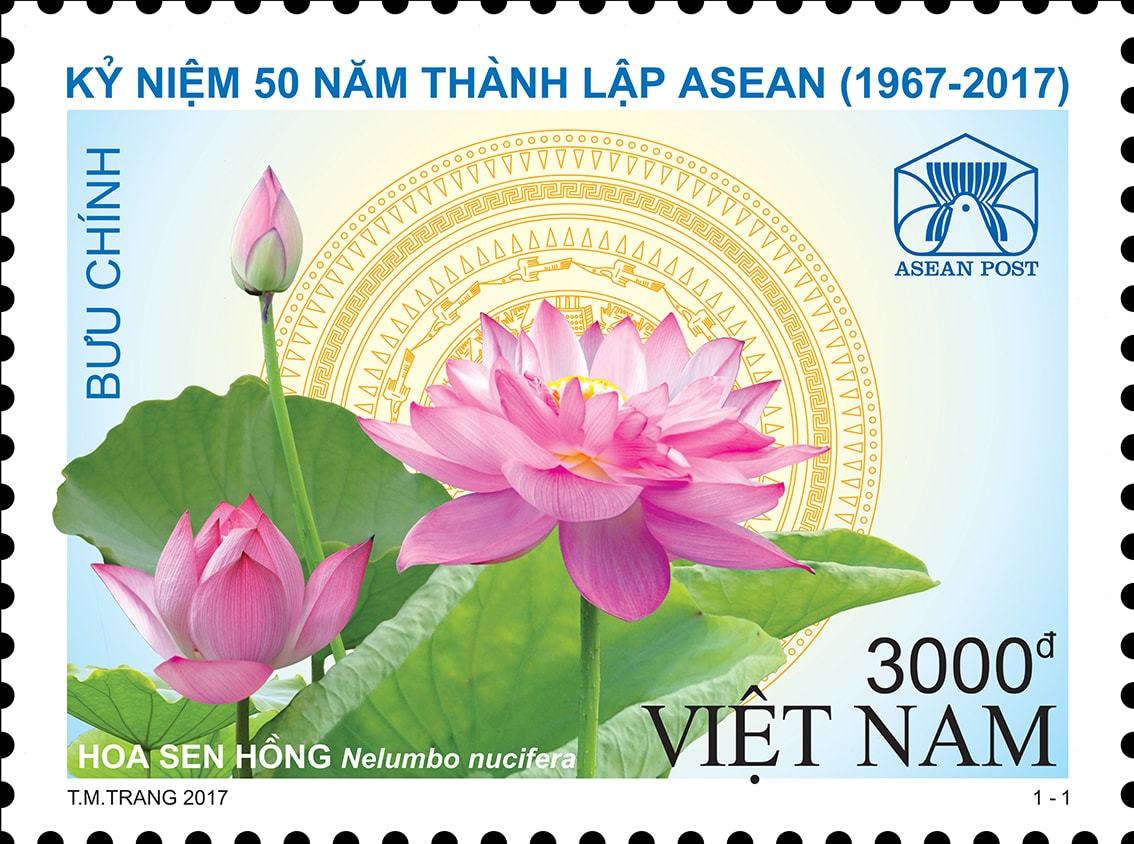 KỶ NIỆM 50 NĂM THÀNH LẬP ASEAN (1967-2017)
BƯU CHÍNH
ASEAN POST
3000đ
VIỆT NAM
HOA SEN HỒNG Nelumbo nucifera
T.M.TRANG 2017
1 - 1